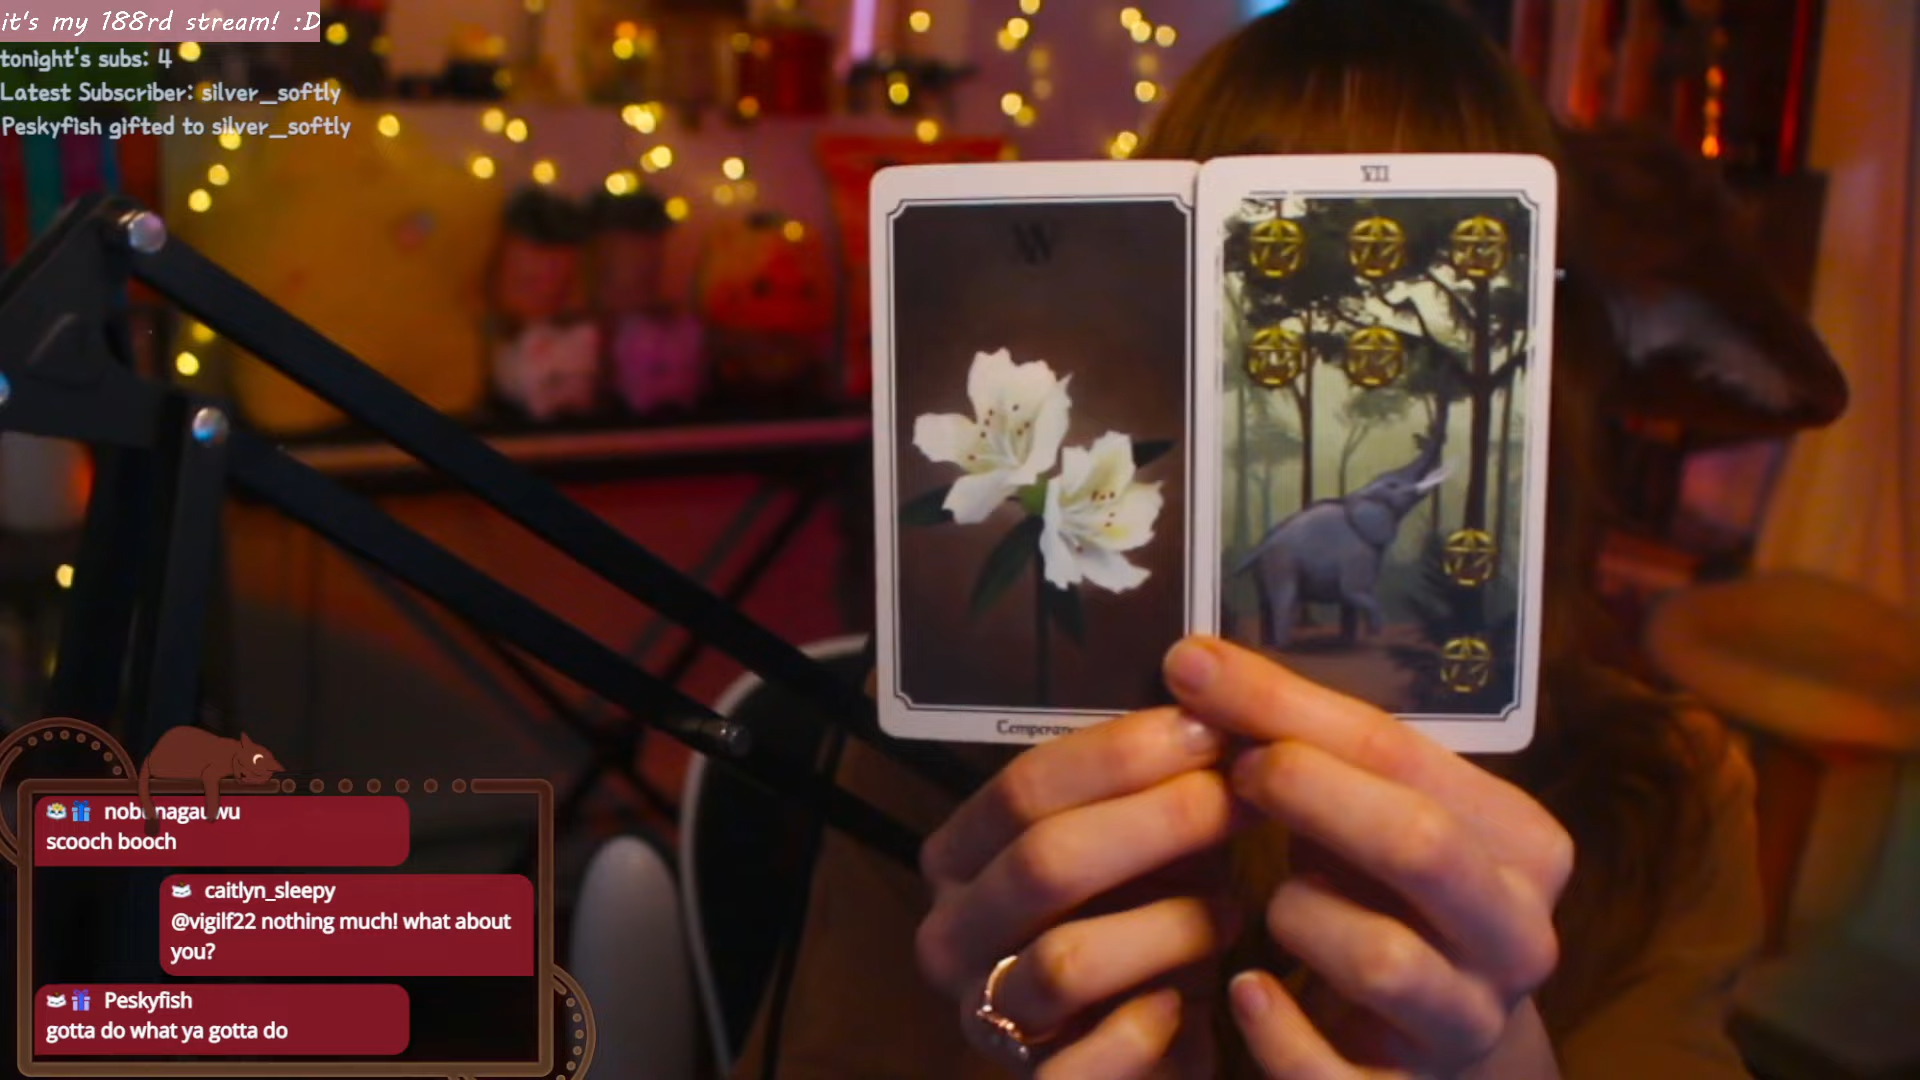 it's my 188rd stream! :D
tonight's subs: 4
Latest Subscriber: silver_softly
Peskyfish gifted to silver_softly
VII
scooch booch
caitlyn_sleepy
@vigilf22 nothing much! what about
you?
Peskyfish
gotta do what ya gotta do